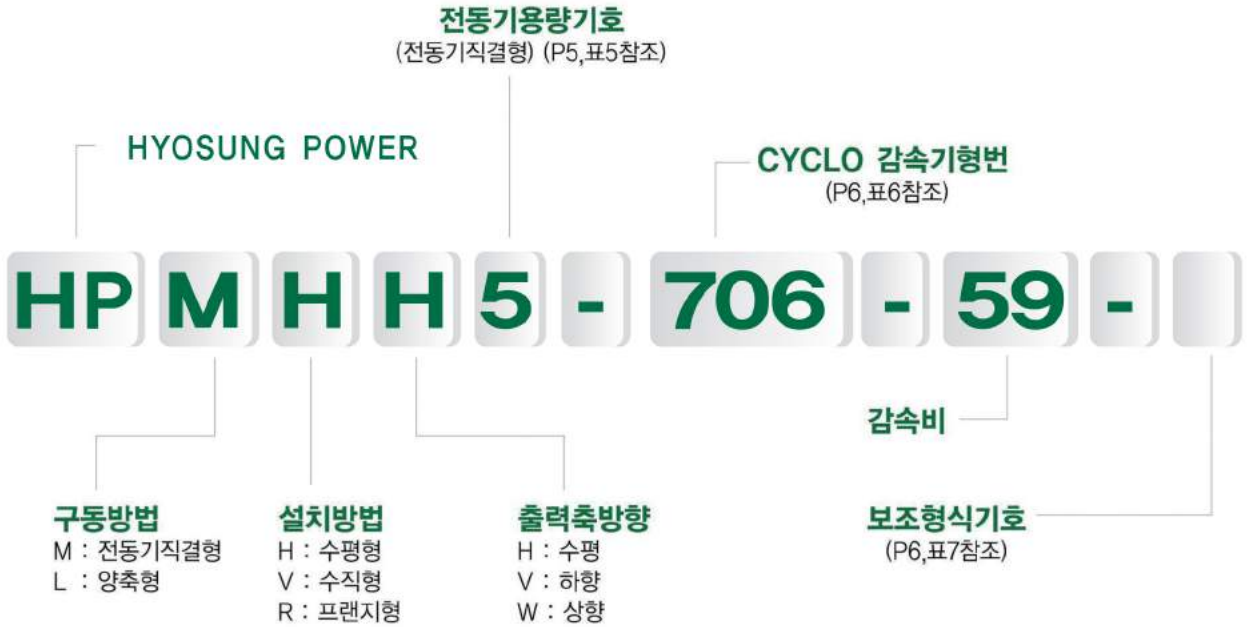 전동기용량기호
(전동기직결형) (P5,표5참조)
HYOSUNG POWER
CYCLO 감속기형번
(P6,표6참조)
HP M H H 5 - 706 - 59 -
감속비
구동방법
M : 전동기직결형
L : 양축형
설치방법
H : 수평형
V : 수직형
R : 프랜지형
출력축방향
H : 수평
V : 하향
W : 상향
보조형식기호
(P6,표7참조)